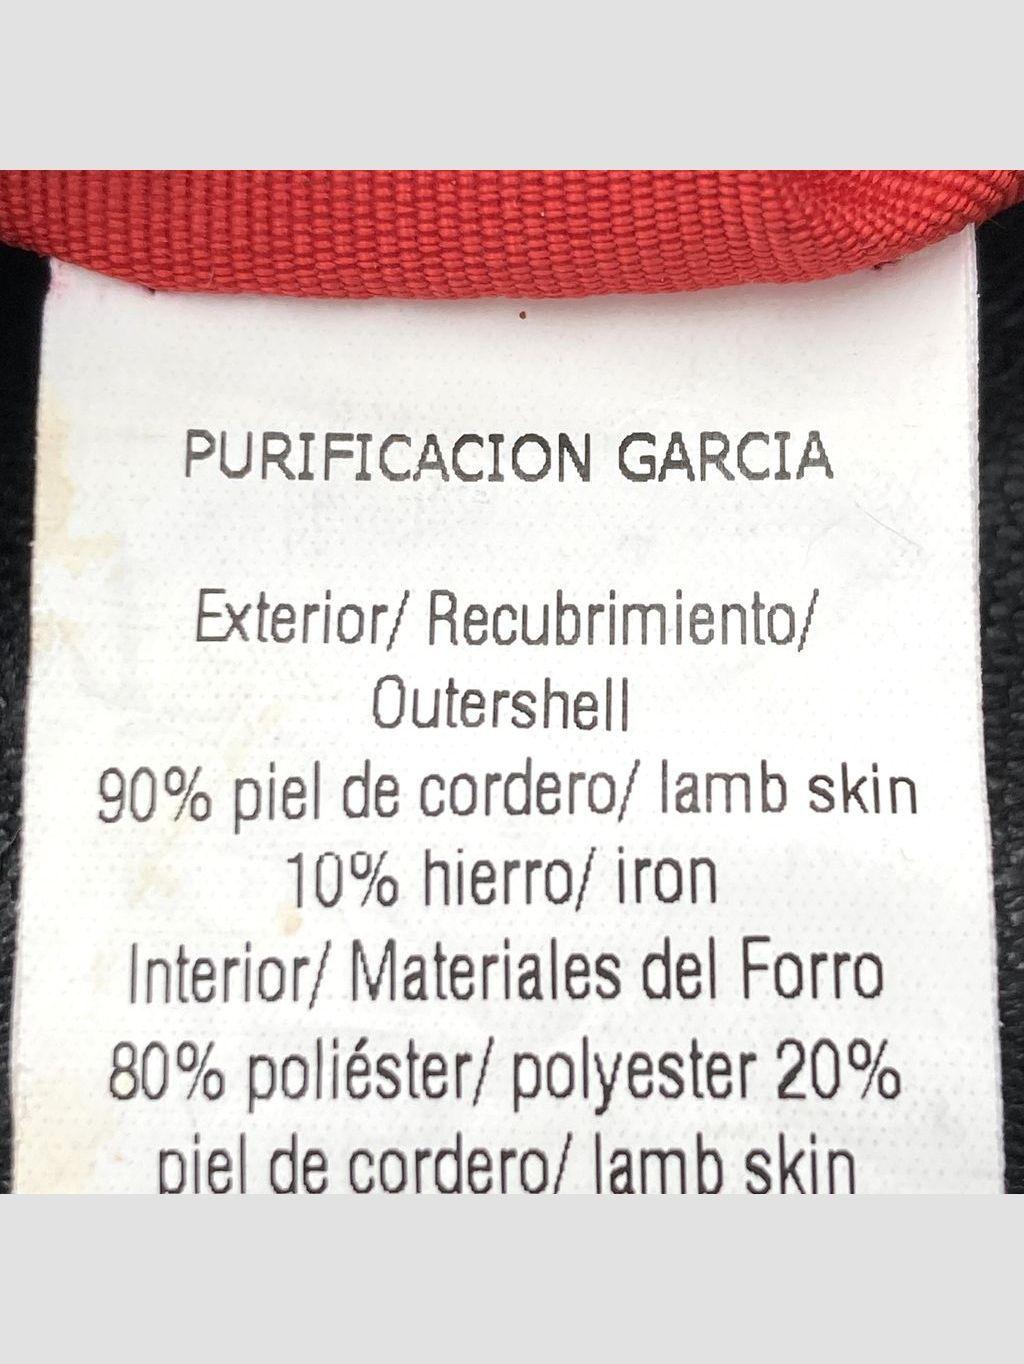 PURIFICACION GARCIA
Exterior/ Recubrimiento/
Outershell
90% piel de cordero/ lamb skin
10% hierro/ iron
Interior/ Materiales del Forro
80% poliéster/ polyester 20%
piel de cordero/ lamb skin